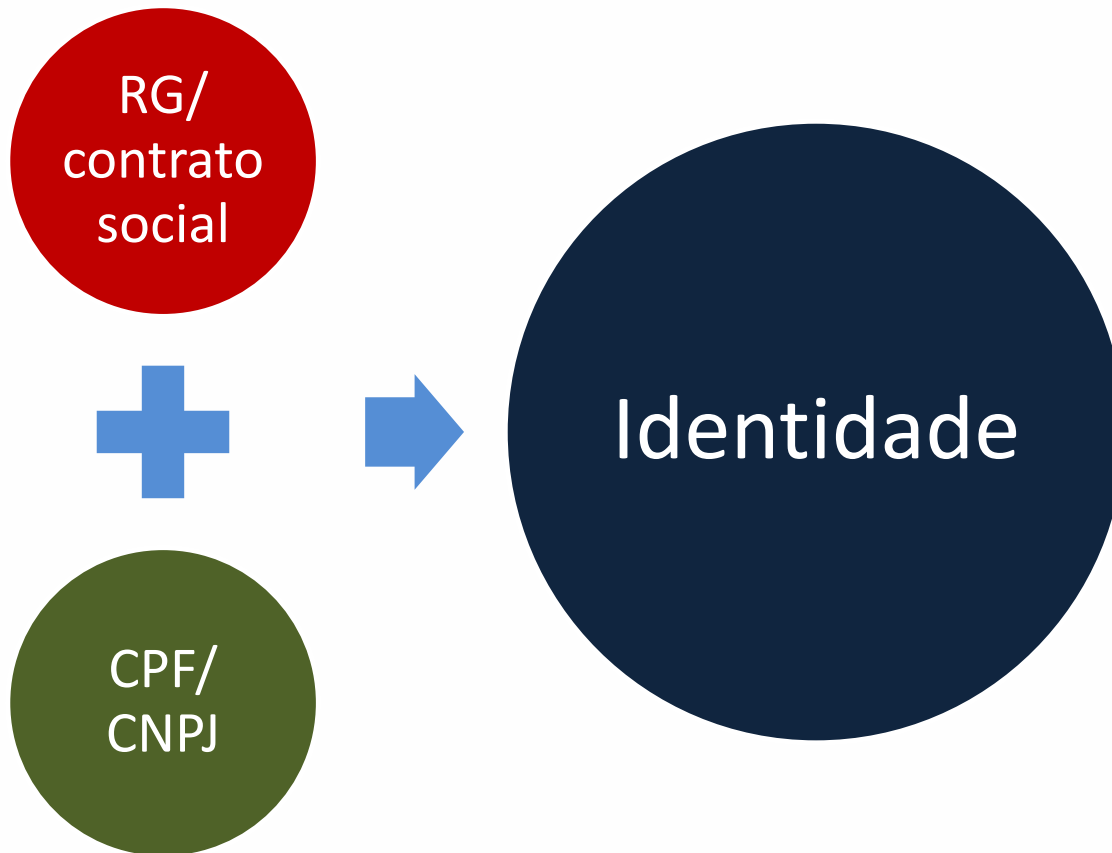 RG/
contrato
social
Identidade
CPF/
CNPJ